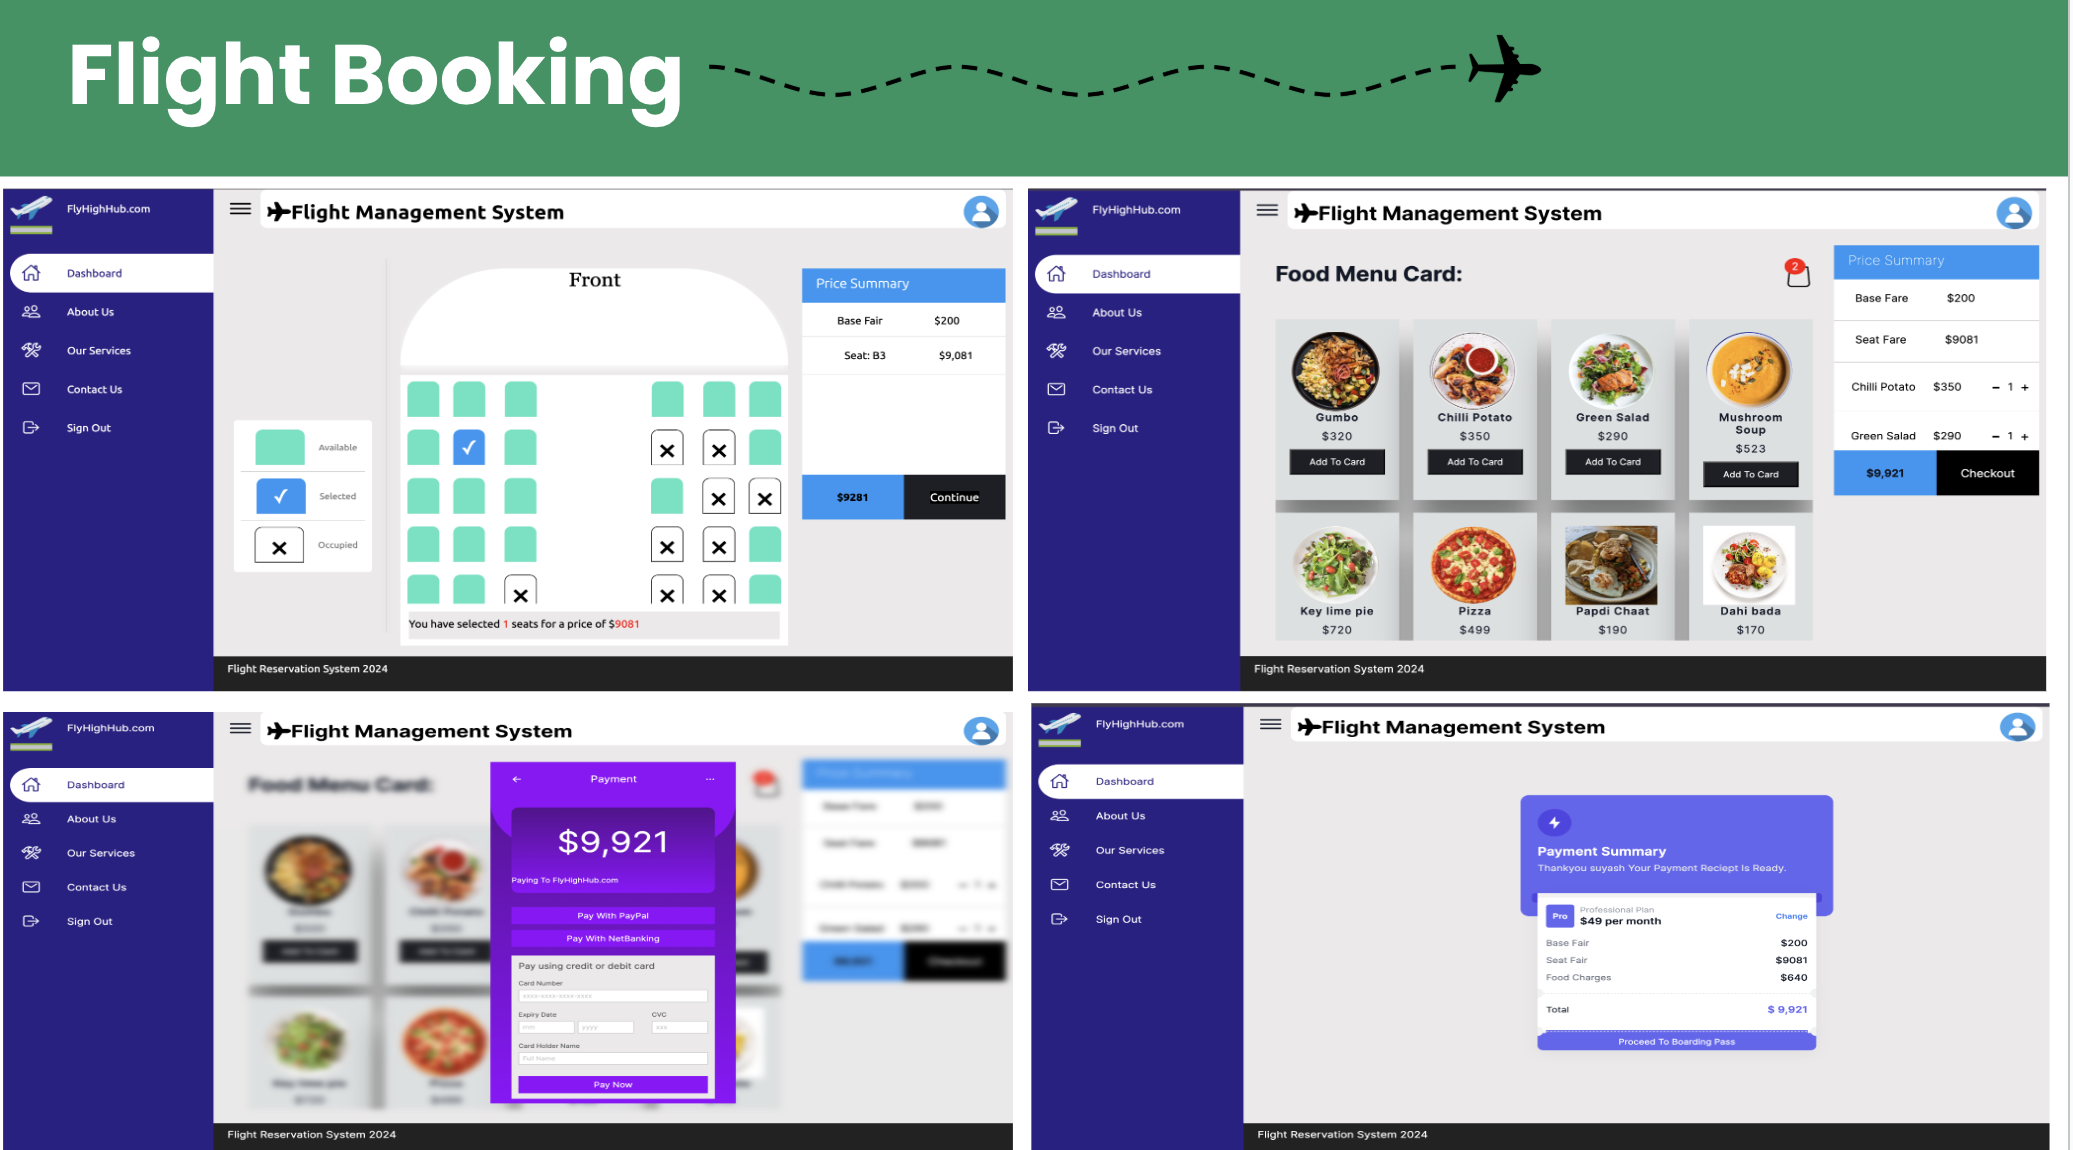 Flight Booking
FlyHighHub.com
Flight Management System
Dashboard
About Us
Our Services
Contact Us
Sign Out
Available
Selected
Occupied
Front
You have selected 1 seats for a price of $9081
Price Summary
Base Fair $200
Seat: B3 $9,081
$9281 Continue
Flight Reservation System 2024
FlyHighHub.com
Flight Management System
Dashboard
About Us
Our Services
Contact Us
Sign Out
Food Menu Card:
2
Gumbo
$320
Add To Card
Chilli Potato
$350
Add To Card
Green Salad
$290
Add To Card
Mushroom
Soup
$523
Add To Card
Key lime pie
$720
Pizza
$499
Papdi Chaat
$190
Dahi bada
$170
Price Summary
Base Fare $200
Seat Fare $9081
Chilli Potato $350 - 1 +
Green Salad $290 - 1 +
$9,921 Checkout
Flight Reservation System 2024
FlyHighHub.com
Flight Management System
Dashboard
About Us
Our Services
Contact Us
Sign Out
Food Menu Card:
Payment
$9,921
Paying To FlyHighHub.com
Pay With PayPal
Pay With NetBanking
Pay using credit or debit card
Card Number
xxxx-xxxx-xxxx-xxxx
Expiry Date CVC
mm yyyy xxx
Card Holder Name
Full Name
Pay Now
Flight Reservation System 2024
FlyHighHub.com
Flight Management System
Dashboard
About Us
Our Services
Contact Us
Sign Out
Payment Summary
Thankyou suyash Your Payment Reciept Is Ready.
Pro
Professional Plan
$49 per month
Change
Base Fair $200
Seat Fair $9081
Food Charges $640
Total $ 9,921
Proceed To Boarding Pass
Flight Reservation System 2024